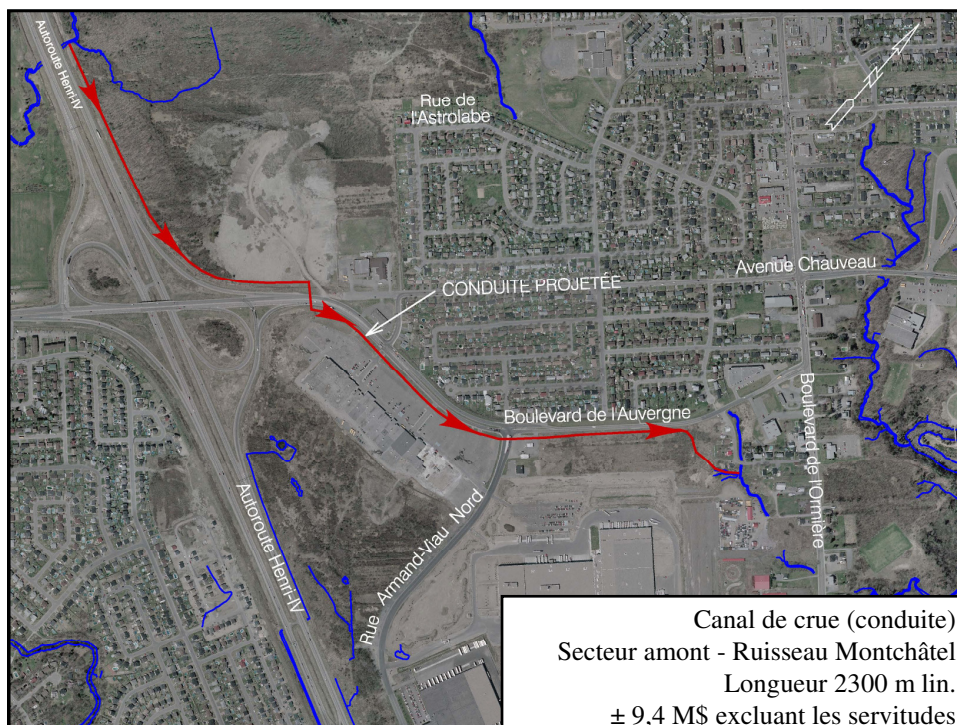 Autoroute Henri-IV
Rue de
l'Astrolabe
Avenue Chauveau
CONDUITE PROJETÉE
Boulevard de l'Auvergne
Boulevard de l'Ormière
Autoroute Henri-IV
Rue Armand-Viau Nord
Canal de crue (conduite)
Secteur amont - Ruisseau Montchâtel
Longueur 2300 m lin.
± 9,4 M$ excluant les servitudes